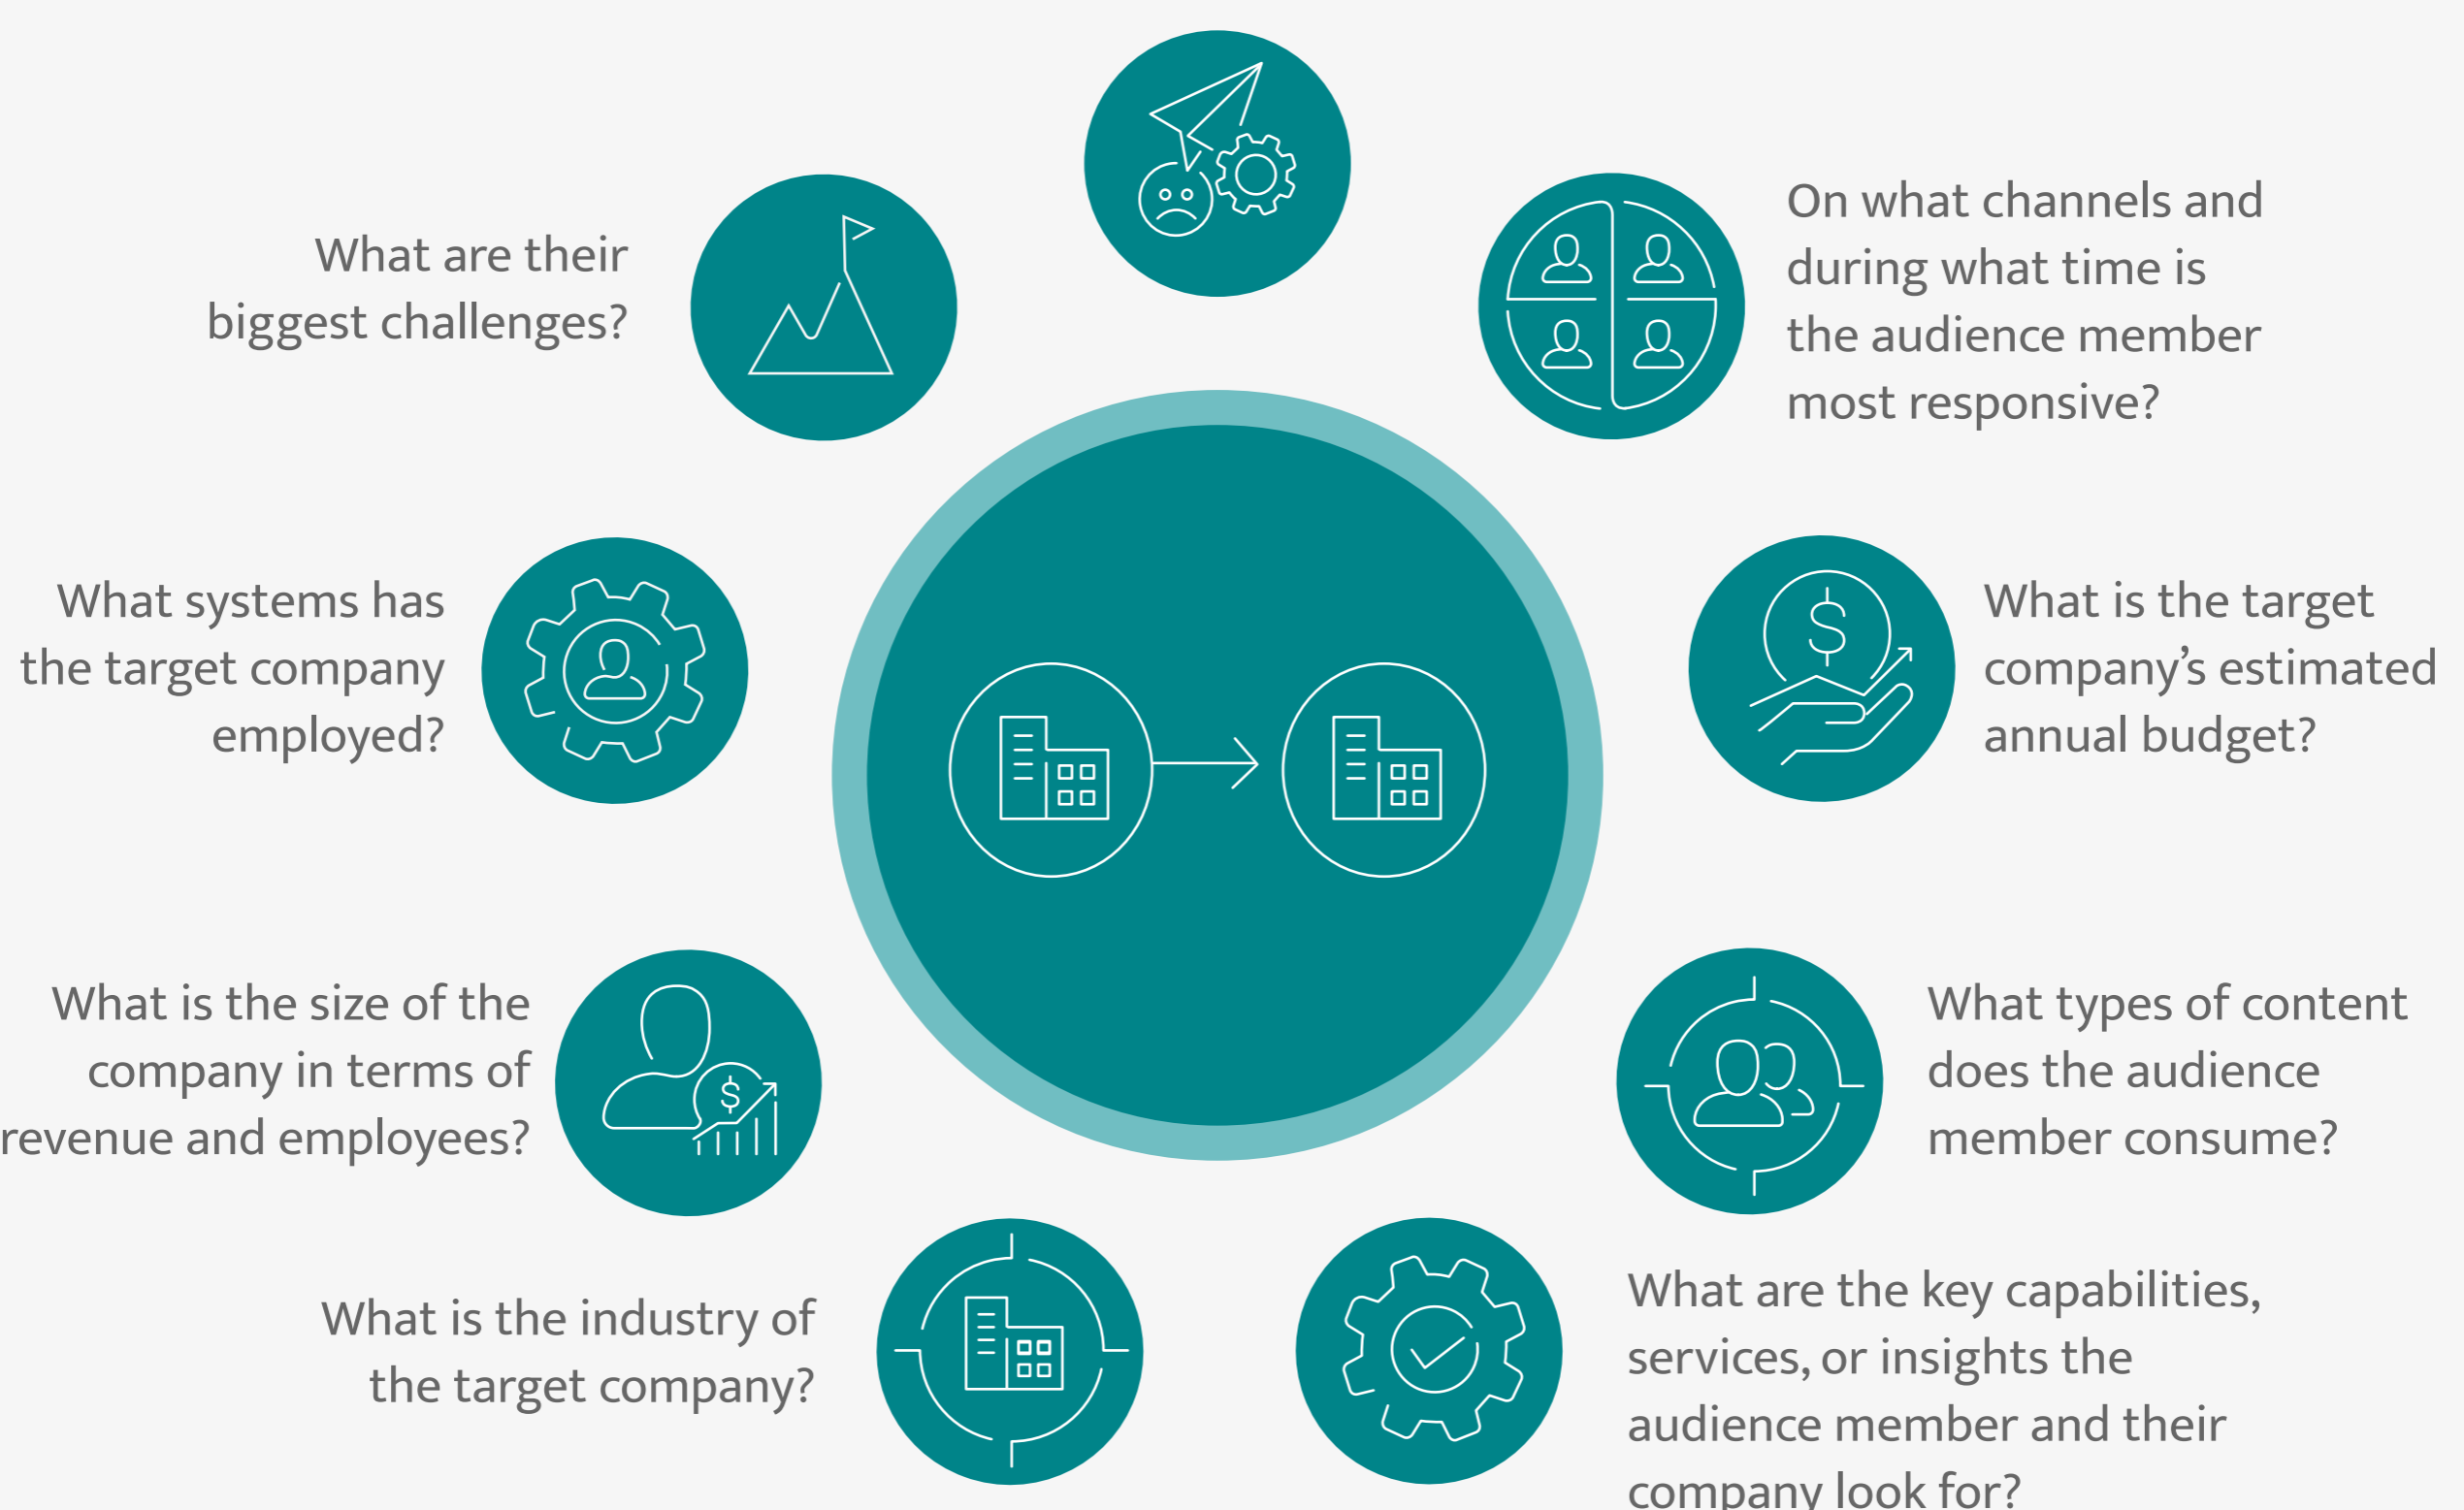 What are their
biggest challenges?
On what channels and
during what time is
the audience member
most responsive?
What systems has
the target company
employed?
What is the target
company’s estimated
annual budget?
What is the size of the
company in terms of
revenue and employees?
What types of content
does the audience
member consume?
What is the industry of
the target company?
What are the key capabilities,
services, or insights the
audience member and their
company look for?